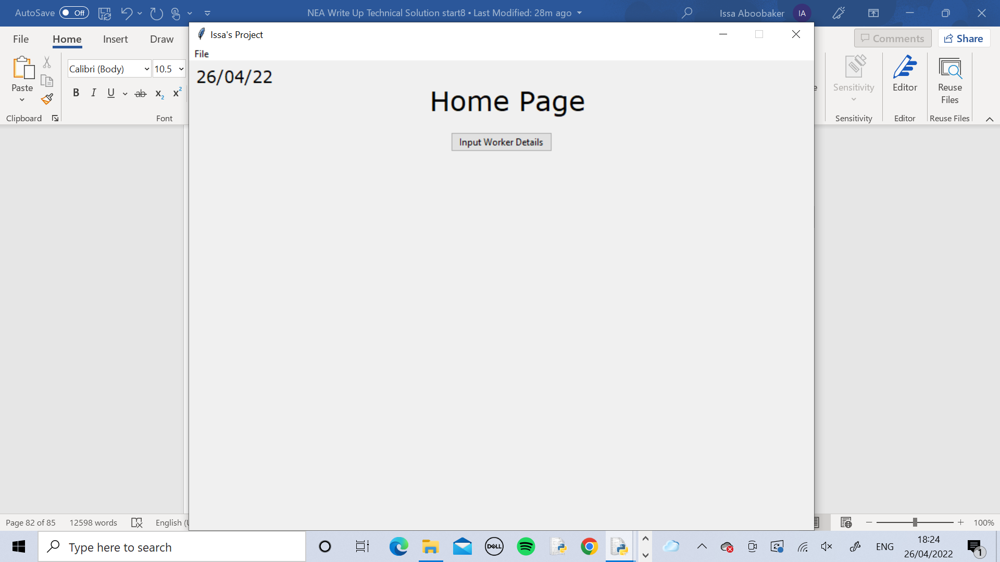 AutoSave Off NEA Write Up Technical Solution start8 • Last Modified: 28m ago Issa Aboobaker IA
File Home Insert Draw Comments Share
Issa's Project
File
26/04/22
Home Page
Input Worker Details
Calibri (Body) 10.5
Paste
B I U ab x2 x2
Clipboard Font
Sensitivity Editor Reuse Files
Sensitivity Editor Reuse Files
Page 82 of 85 12598 words English (U 100%
Type here to search
DELL
ENG
18:24
26/04/2022
1